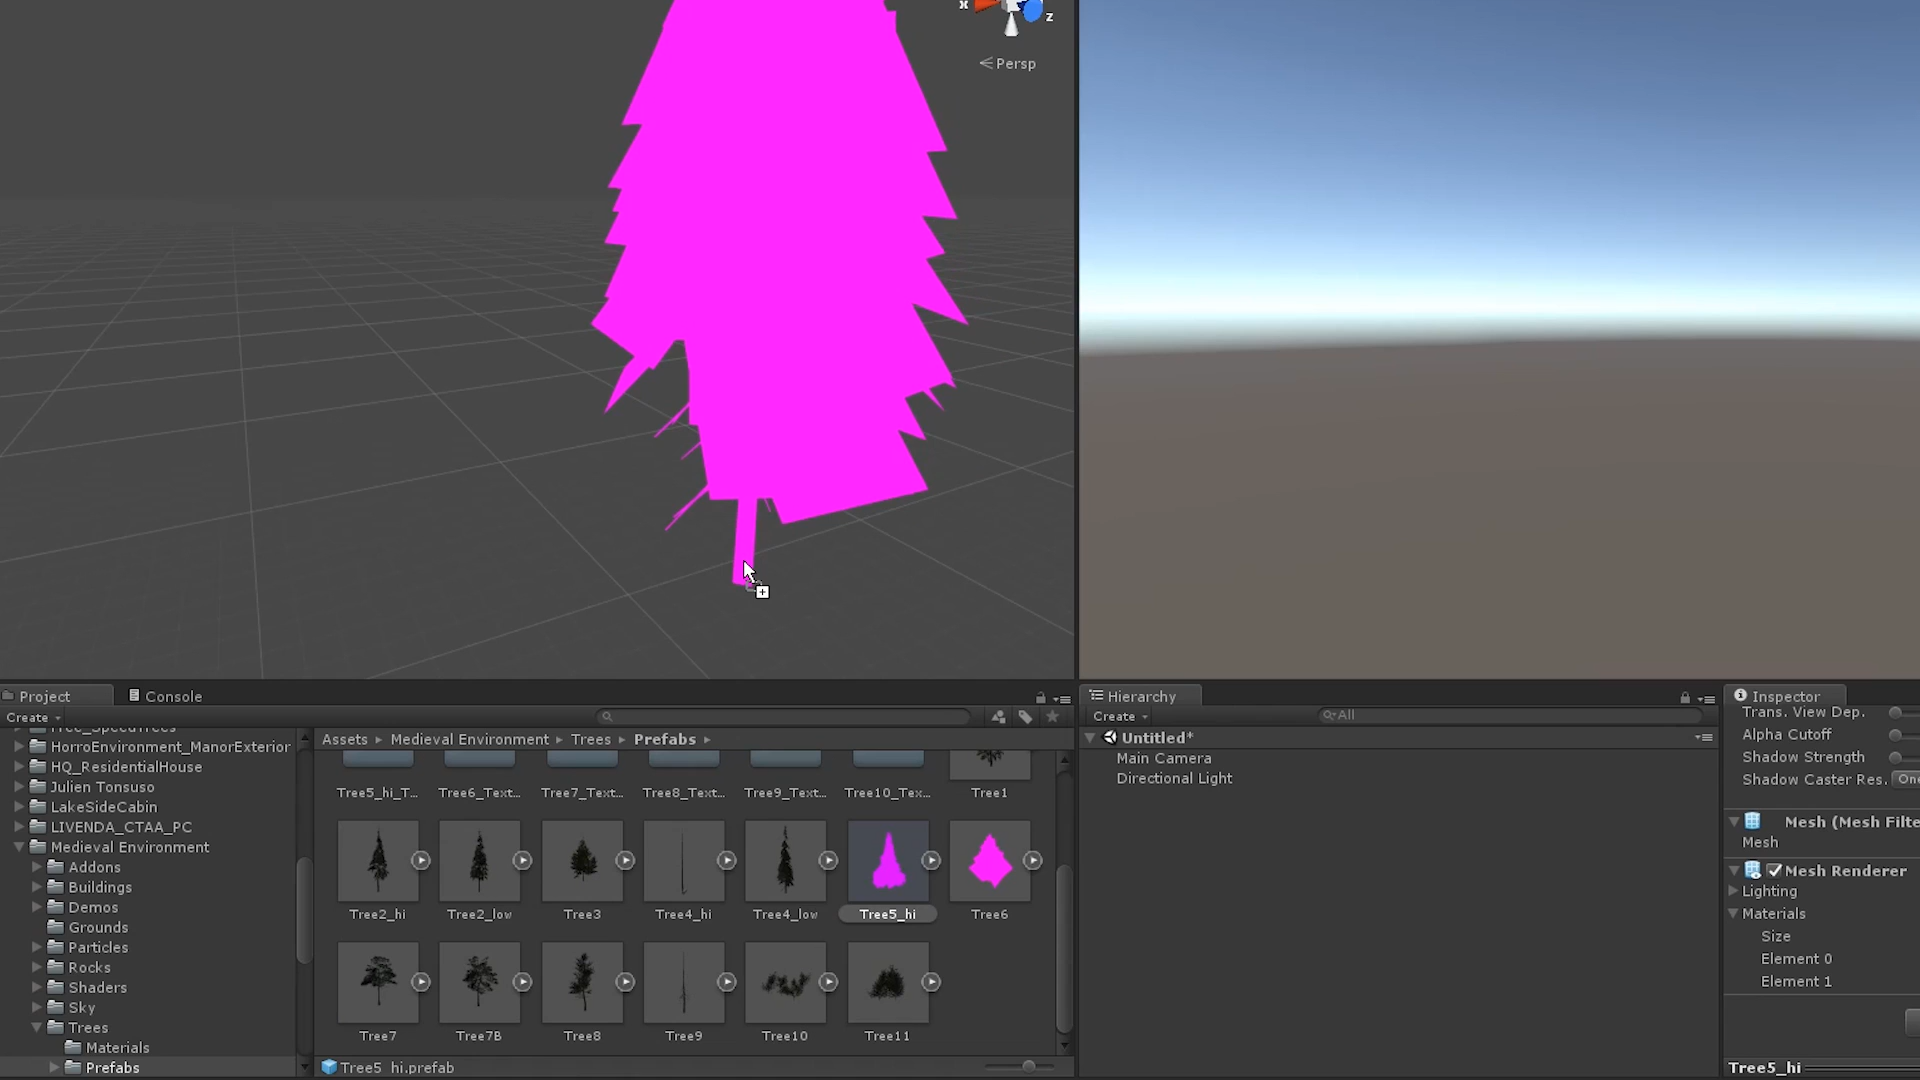 x
z
Persp
Project
Console
Create
Free_SpeedTrees
HorroEnvironment_ManorExterior
HQ_ResidentialHouse
Julien Tonsuso
LakeSideCabin
LIVENDA_CTAA_PC
Medieval Environment
Addons
Buildings
Demos
Grounds
Particles
Rocks
Shaders
Sky
Trees
Materials
Prefabs
Assets Medieval Environment Trees Prefabs
Tree5_hi_T... Tree6_Text... Tree7_Text... Tree8_Text... Tree9_Text... Tree10_Tex... Tree1
Tree2_hi Tree2_low Tree3 Tree4_hi Tree4_low Tree5_hi Tree6
Tree7 Tree7B Tree8 Tree9 Tree10 Tree11
Tree5_hi.prefab
Hierarchy
Create
All
Untitled*
Main Camera
Directional Light
Inspector
Trans. View Dep.
Alpha Cutoff
Shadow Strength
Shadow Caster Res. One
Mesh (Mesh Filte
Mesh
Mesh Renderer
Lighting
Materials
Size
Element 0
Element 1
Tree5_hi